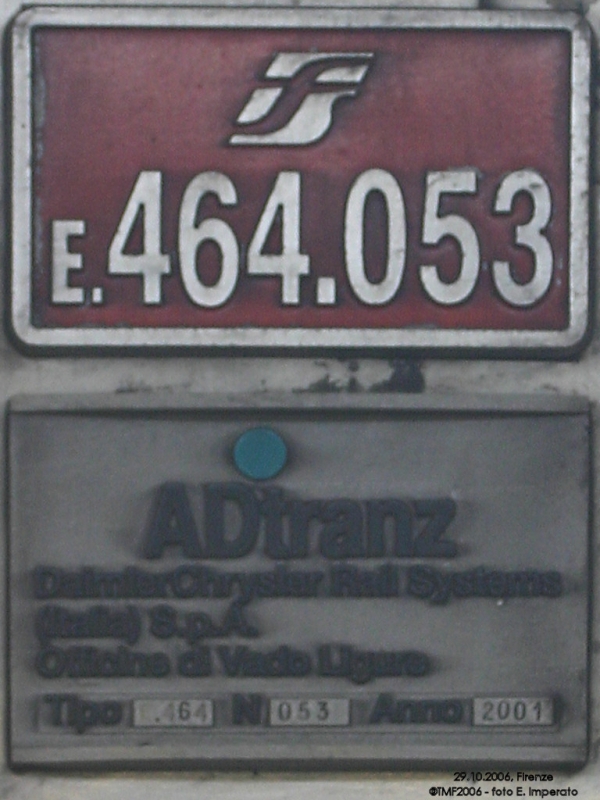 E.464.053
ADtranz
DaimlerChrysler Rail Systems
(Italia) S.p.A.
Officine di Vado Ligure
Tipo E.464 N 053 Anno 2001
29.10.2006, Firenze
©TMF2006 - foto E. Imperato